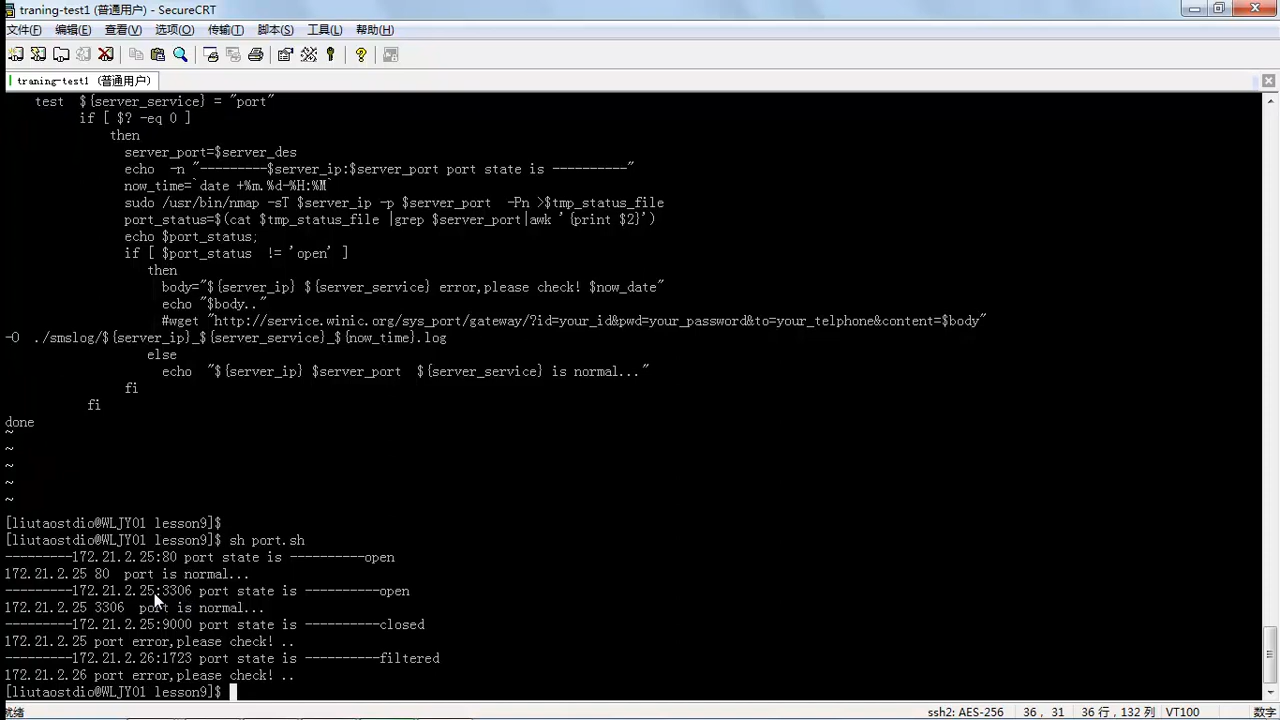 traning-test1 (普通用户) - SecureCRT
文件(F) 编辑(E) 查看(V) 选项(O) 传输(T) 脚本(S) 工具(L) 帮助(H)
traning-test1 (普通用户)
test ${server_service} = "port"
if [ $? -eq 0 ]
then
server_port=$server_des
echo -n "---------$server_ip:$server_port port state is ----------"
now_time=`date +%m.%d-%H:%M`
sudo /usr/bin/nmap -sT $server_ip -p $server_port -Pn >$tmp_status_file
port_status=$(cat $tmp_status_file |grep $server_port|awk '{print $2}')
echo $port_status;
if [ $port_status != 'open' ]
then
body="${server_ip} ${server_service} error,please check! $now_date"
echo "$body.."
#wget "http://service.winic.org/sys_port/gateway/?id=your_id&pwd=your_password&to=your_telphone&content=$body"
-O ./smslog/${server_ip}_${server_service}_${now_time}.log
else
echo "${server_ip} $server_port ${server_service} is normal..."
fi
fi
done
~
~
~
~
~
[liutaostdio@WLJY01 lesson9]$
[liutaostdio@WLJY01 lesson9]$ sh port.sh
---------172.21.2.25:80 port state is ----------open
172.21.2.25 80 port is normal...
---------172.21.2.25:3306 port state is ----------open
172.21.2.25 3306 port is normal...
---------172.21.2.25:9000 port state is ----------closed
172.21.2.25 port error,please check! ..
---------172.21.2.26:1723 port state is ----------filtered
172.21.2.26 port error,please check! ..
[liutaostdio@WLJY01 lesson9]$
就绪 ssh2: AES-256 36, 31 36 行, 132 列 VT100 数字